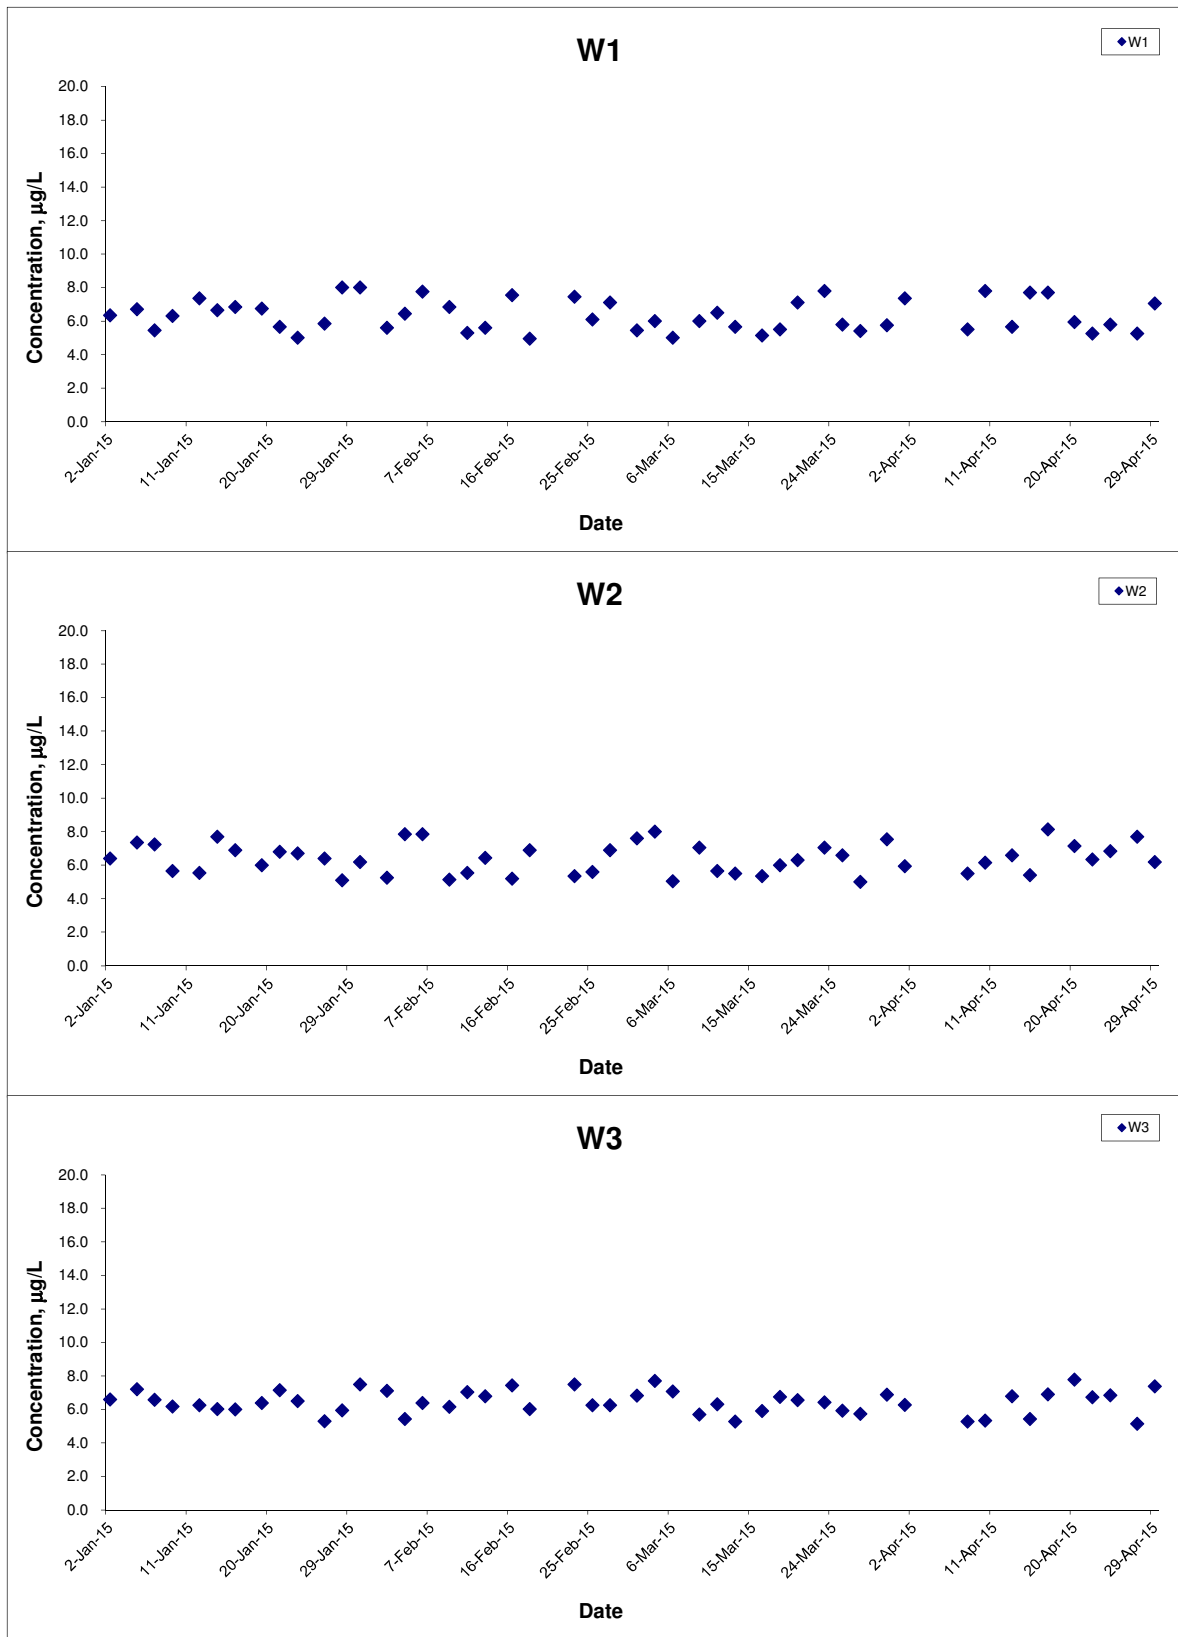 W1
W1
20.0
18.0
16.0
14.0
12.0
10.0
8.0
6.0
4.0
2.0
0.0
Concentration, µg/L
2-Jan-15
11-Jan-15
20-Jan-15
29-Jan-15
7-Feb-15
16-Feb-15
25-Feb-15
6-Mar-15
15-Mar-15
24-Mar-15
2-Apr-15
11-Apr-15
20-Apr-15
29-Apr-15
Date
W2
W2
20.0
18.0
16.0
14.0
12.0
10.0
8.0
6.0
4.0
2.0
0.0
Concentration, µg/L
2-Jan-15
11-Jan-15
20-Jan-15
29-Jan-15
7-Feb-15
16-Feb-15
25-Feb-15
6-Mar-15
15-Mar-15
24-Mar-15
2-Apr-15
11-Apr-15
20-Apr-15
29-Apr-15
Date
W3
W3
20.0
18.0
16.0
14.0
12.0
10.0
8.0
6.0
4.0
2.0
0.0
Concentration, µg/L
2-Jan-15
11-Jan-15
20-Jan-15
29-Jan-15
7-Feb-15
16-Feb-15
25-Feb-15
6-Mar-15
15-Mar-15
24-Mar-15
2-Apr-15
11-Apr-15
20-Apr-15
29-Apr-15
Date